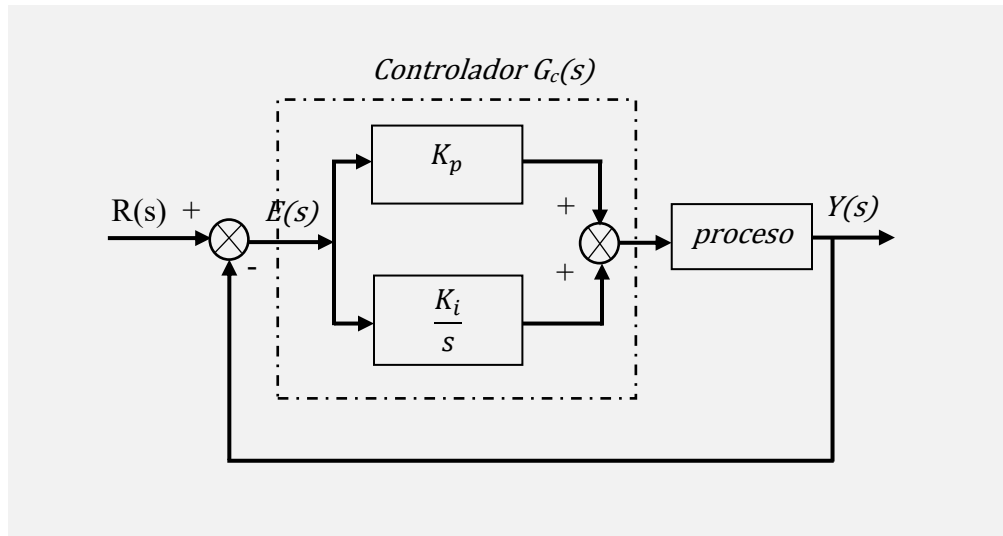 Controlador Gc(s)
Kp
R(s) +
E(s)
-
+
+
proceso
Y(s)
Ki
s